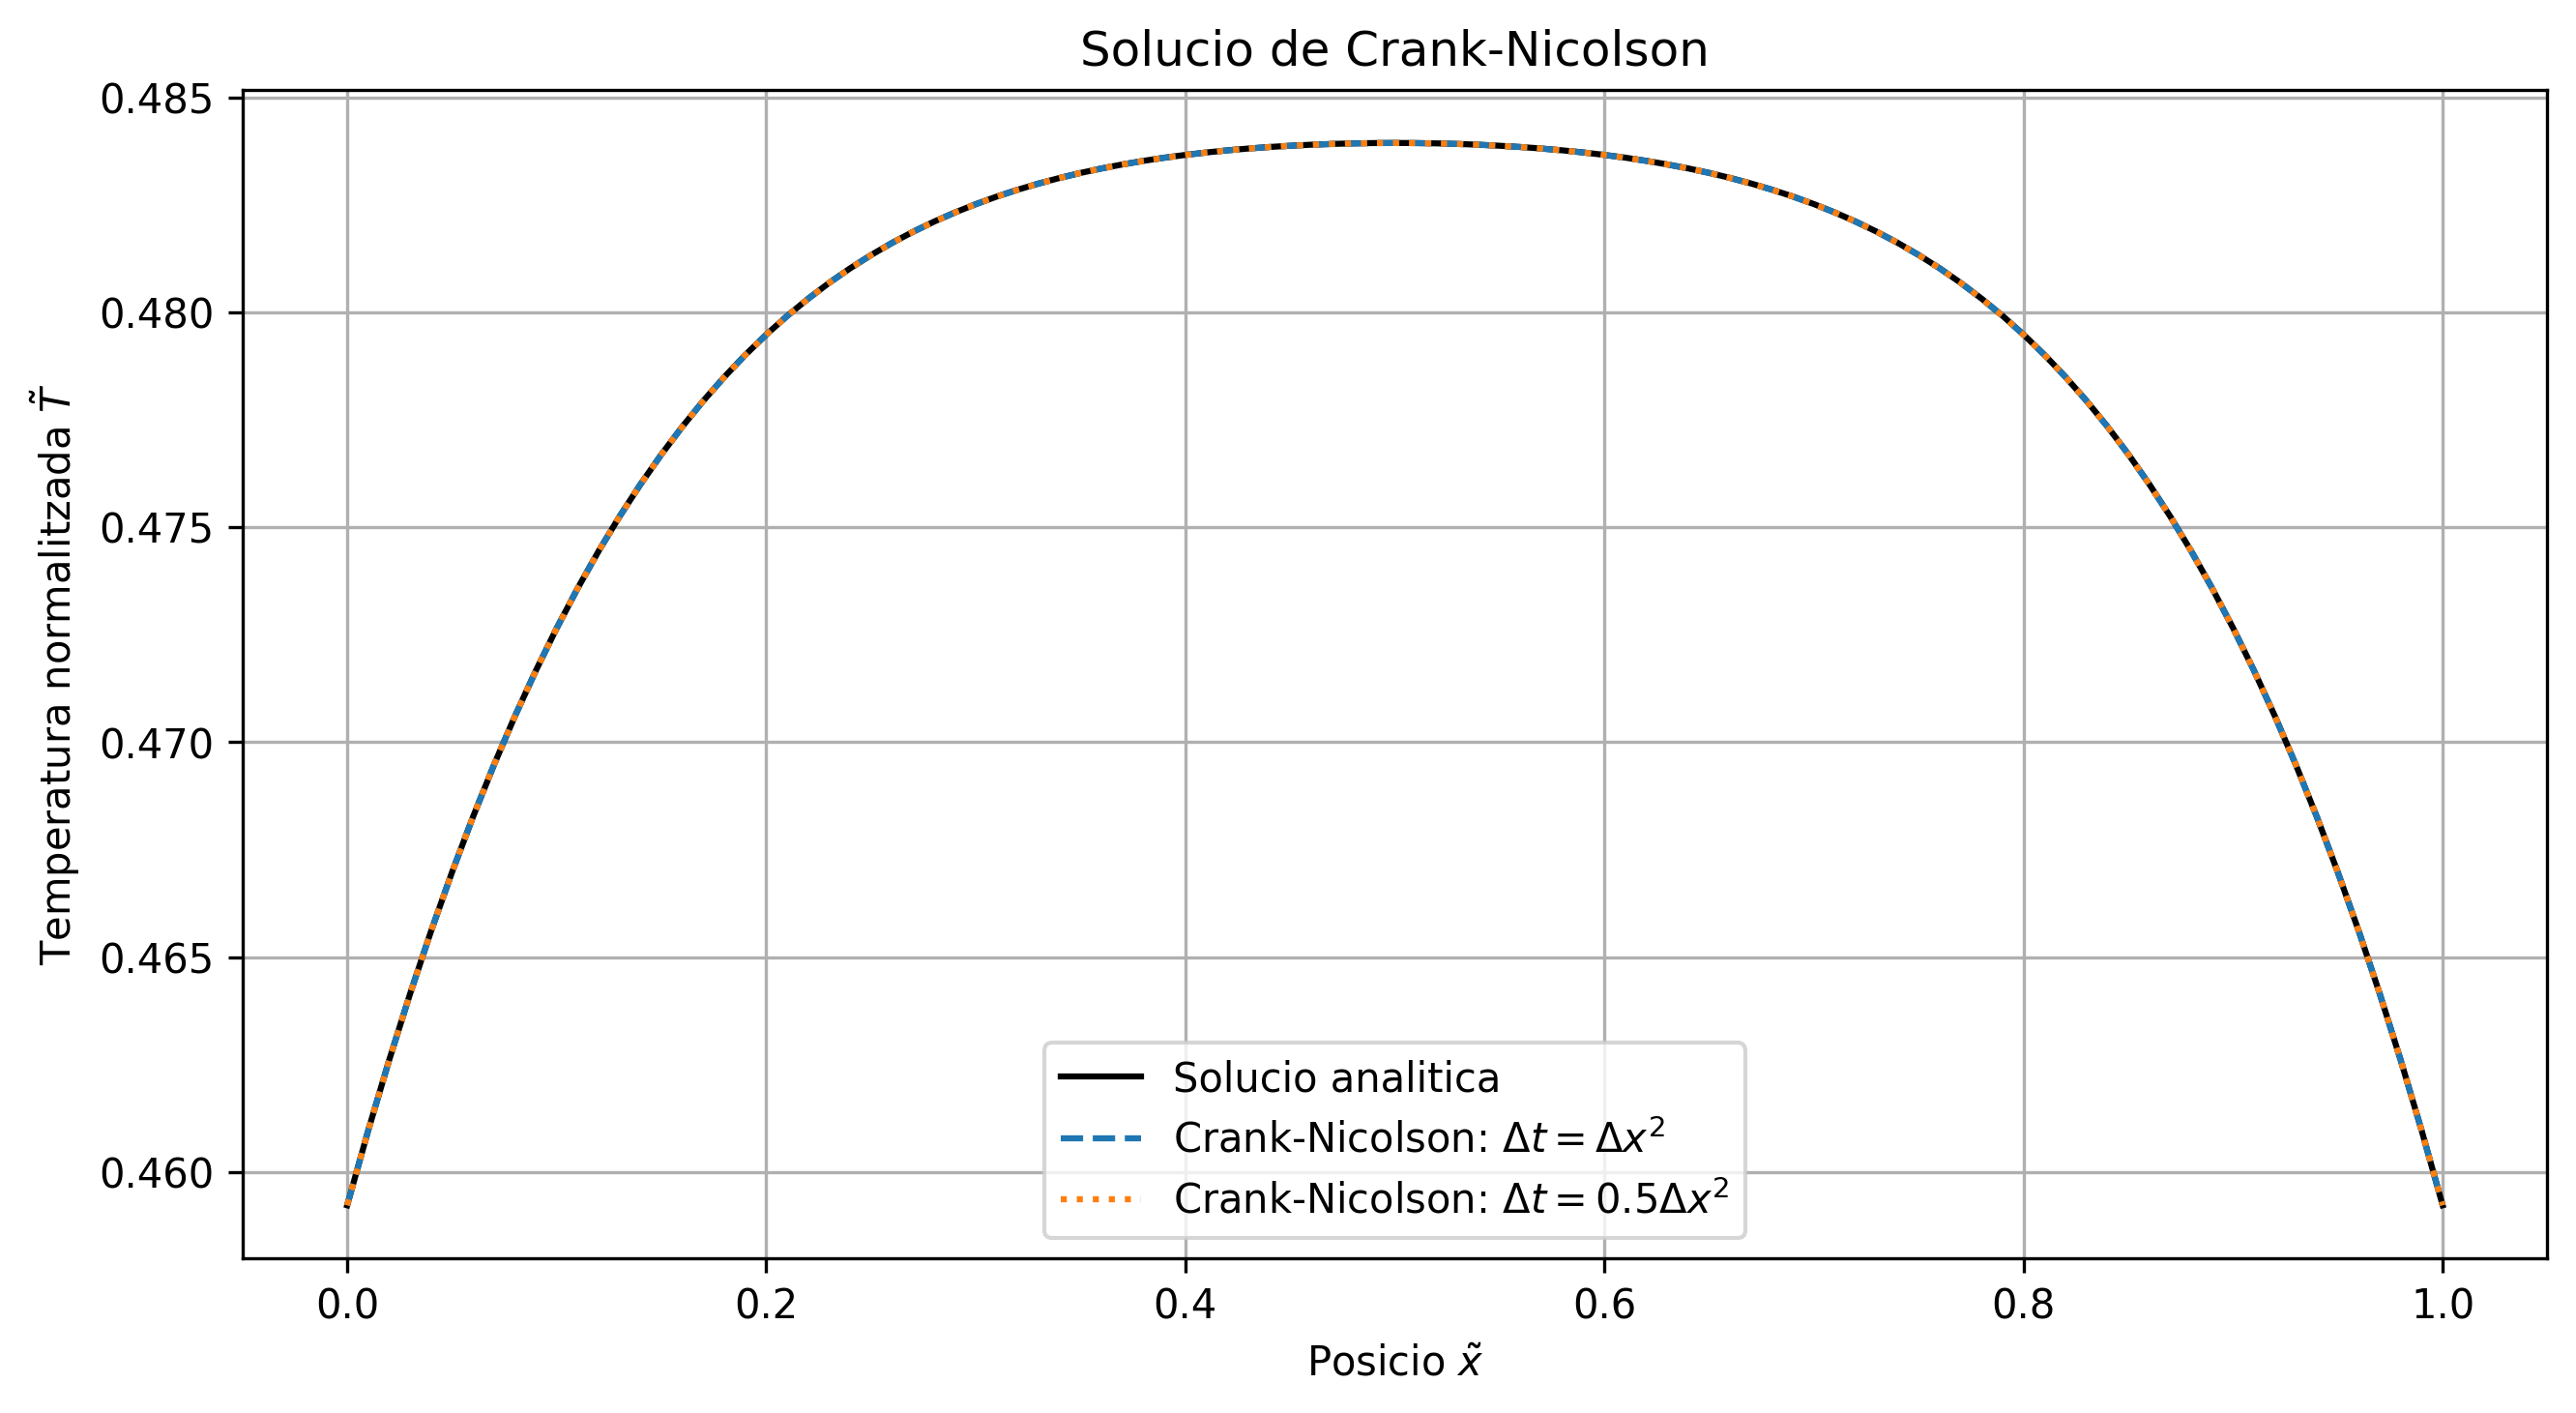 Solucio de Crank-Nicolson
Temperatura normalitzada T̃
0.485
0.480
0.475
0.470
0.465
0.460
Solucio analitica
Crank-Nicolson: Δt = Δx²
Crank-Nicolson: Δt = 0.5Δx²
0.0 0.2 0.4 0.6 0.8 1.0
Posicio x̃